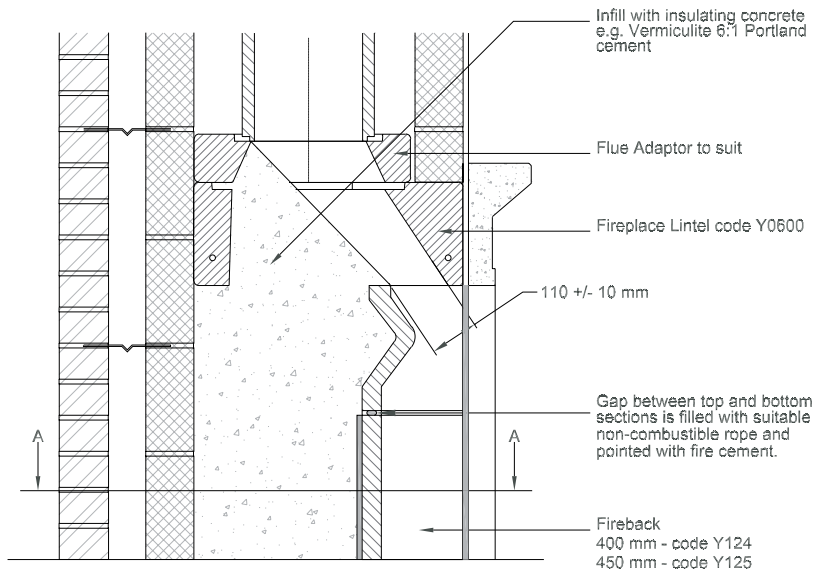 Infill with insulating concrete
e.g. Vermiculite 6:1 Portland
cement
Flue Adaptor to suit
Fireplace Lintel code Y0600
110 +/- 10 mm
Gap between top and bottom
sections is filled with suitable
non-combustible rope and
pointed with fire cement.
A
A
Fireback
400 mm - code Y124
450 mm - code Y125